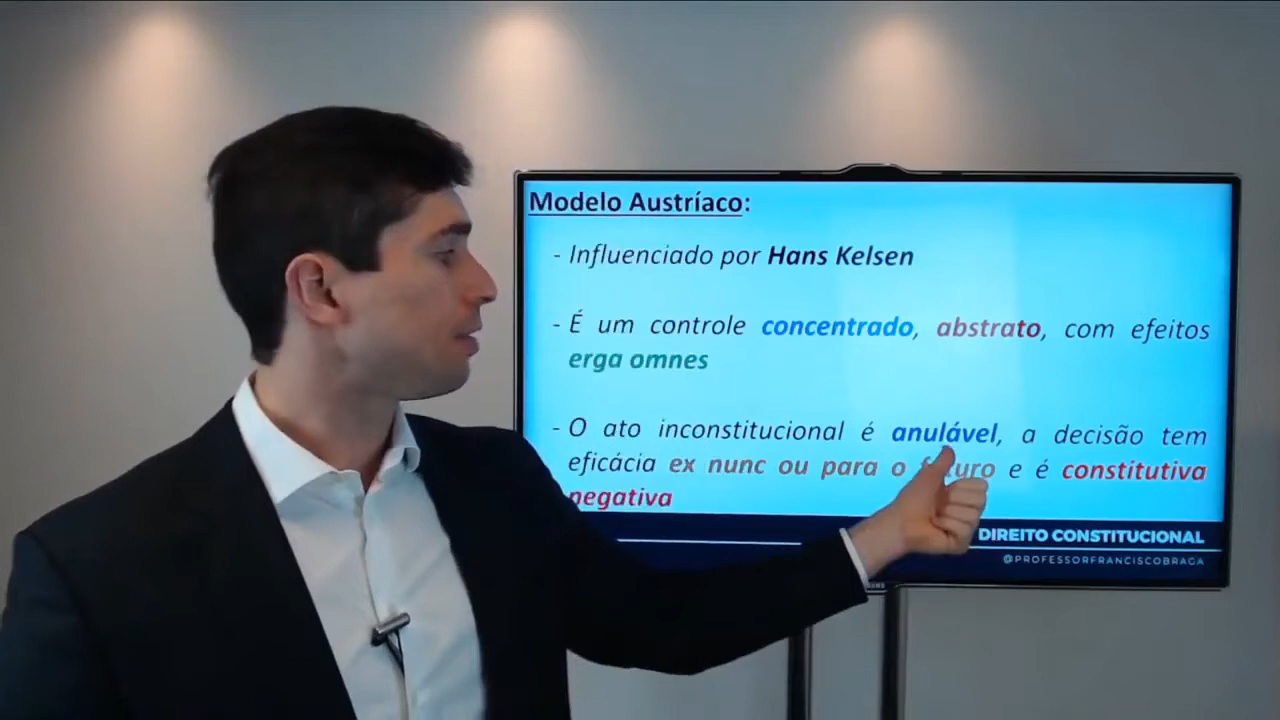 Modelo Austríaco:
- Influenciado por Hans Kelsen
- É um controle concentrado, abstrato, com efeitos
erga omnes
- O ato inconstitucional é anulável, a decisão tem
eficácia ex nunc ou para o futuro e é constitutiva
negativa
DIREITO CONSTITUCIONAL
@PROFESSORFRANCISCOBRAGA